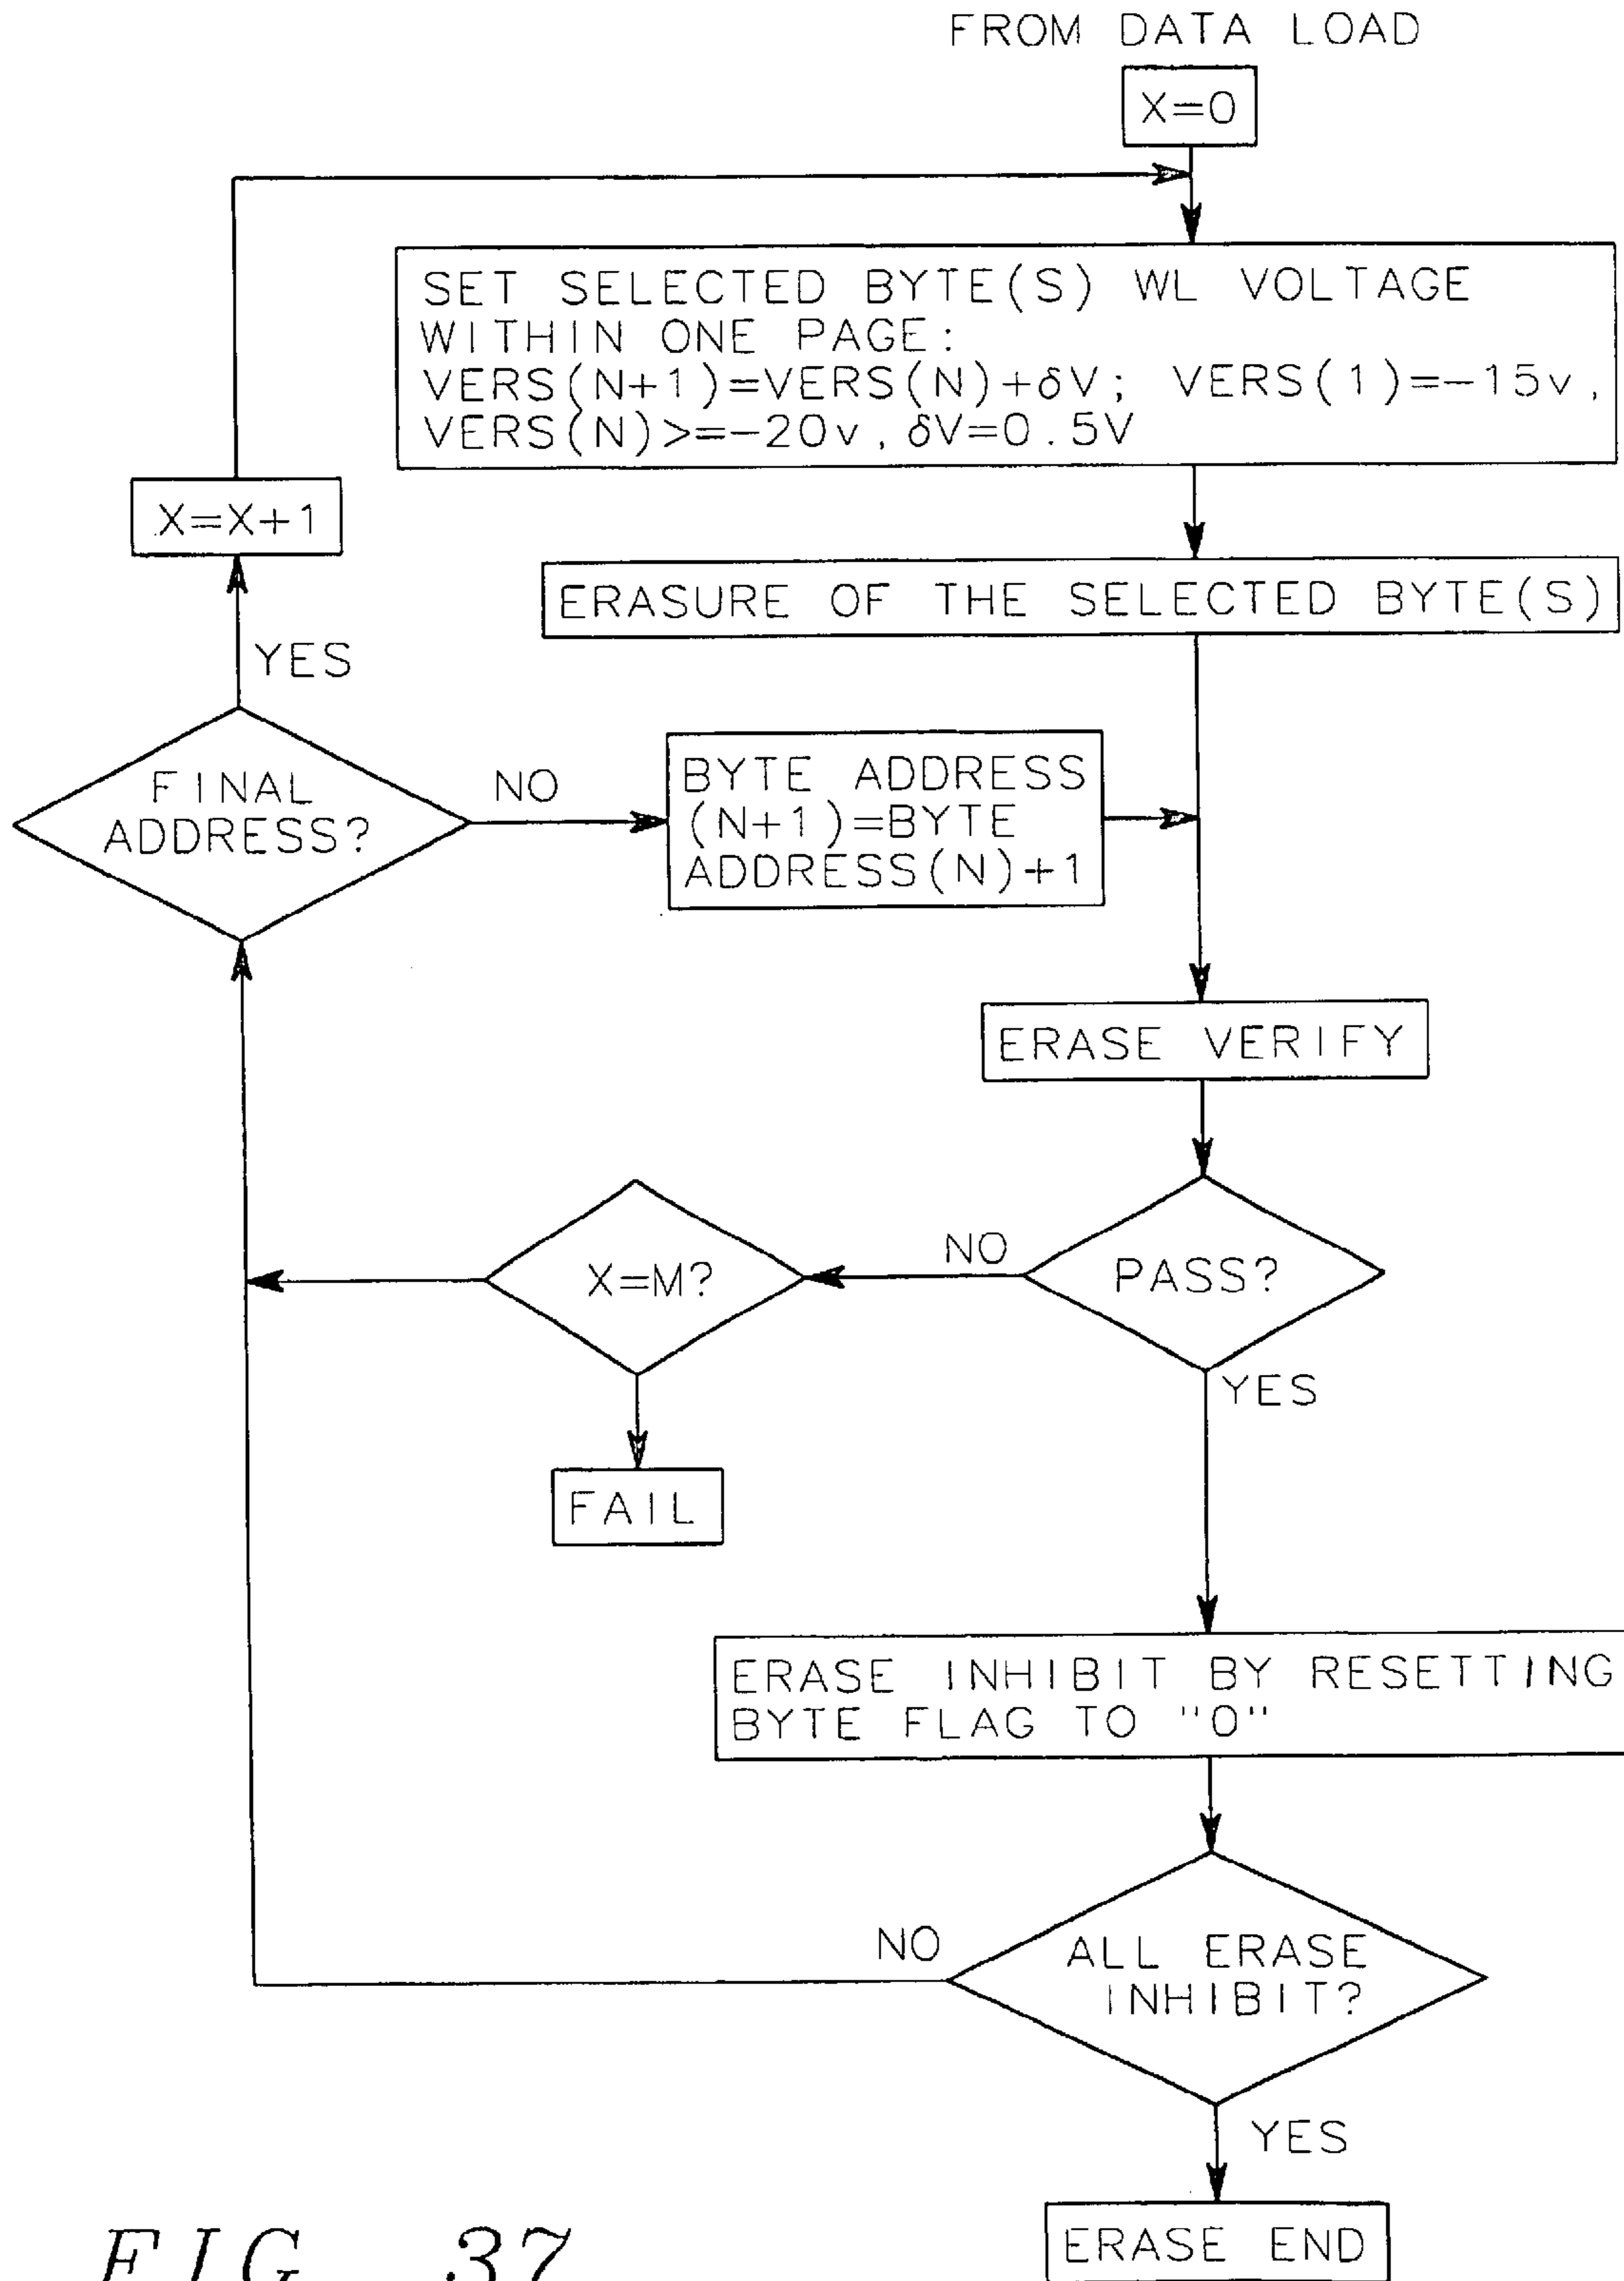 FROM DATA LOAD
X=0
SET SELECTED BYTE(S) WL VOLTAGE
WITHIN ONE PAGE:
VERS(N+1)=VERS(N)+δV; VERS(1)=-15v,
VERS(N)>=-20v, δV=0.5V
X=X+1
ERASURE OF THE SELECTED BYTE(S)
YES
FINAL
ADDRESS?
NO
BYTE ADDRESS
(N+1)=BYTE
ADDRESS(N)+1
ERASE VERIFY
PASS?
NO
X=M?
YES
FAIL
ERASE INHIBIT BY RESETTING
BYTE FLAG TO "0"
ALL ERASE
INHIBIT?
NO
YES
ERASE END
FIG. 37